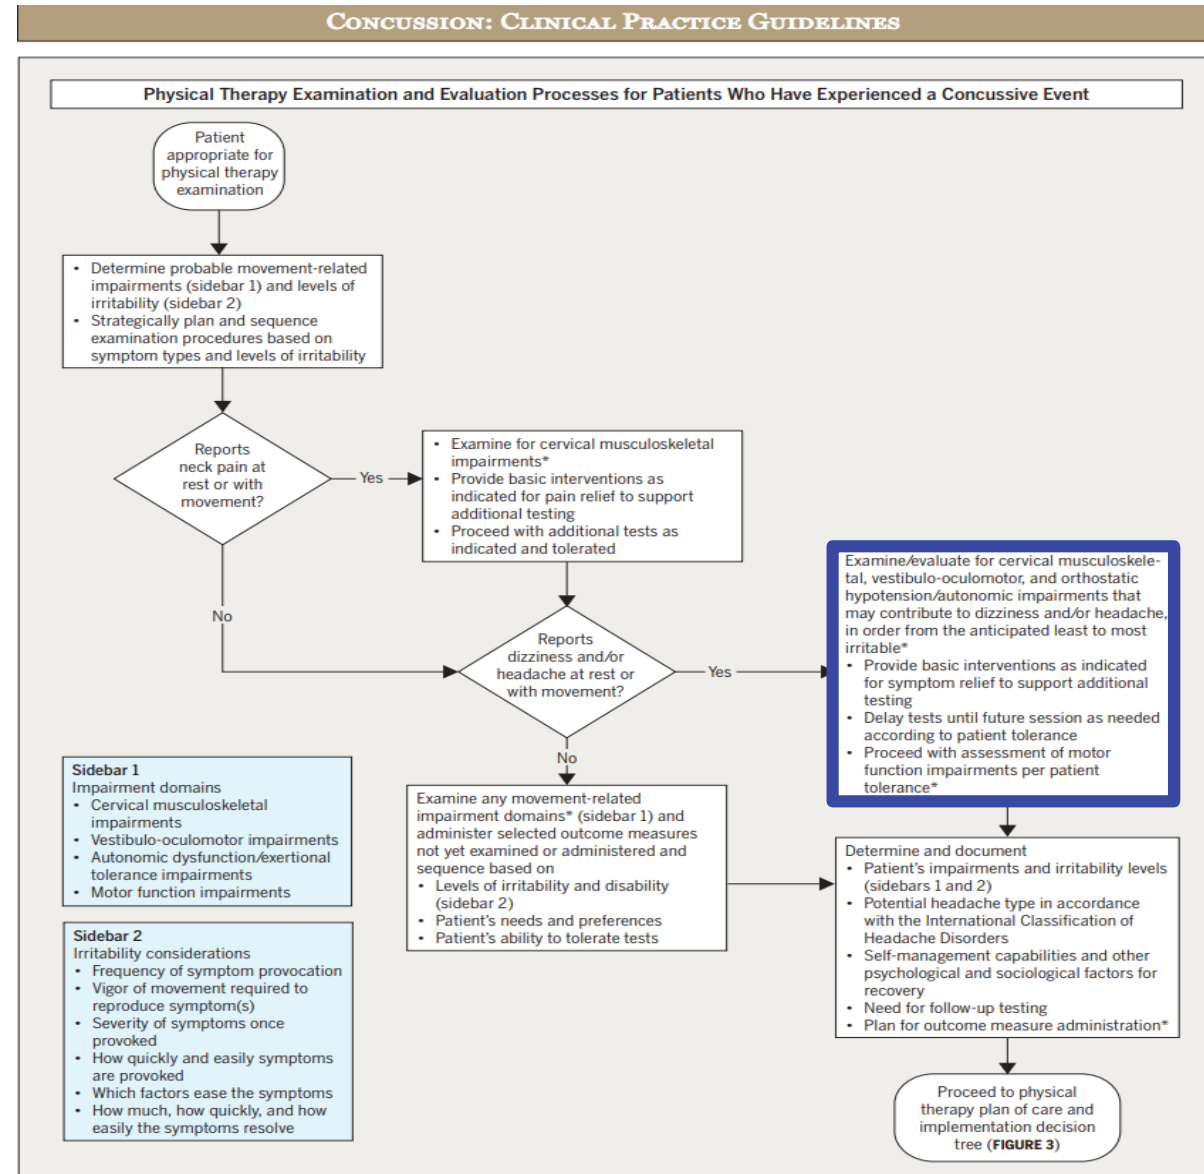 CONCUSSION: CLINICAL PRACTICE GUIDELINES
Physical Therapy Examination and Evaluation Processes for Patients Who Have Experienced a Concussive Event
Patient
appropriate for
physical therapy
examination
• Determine probable movement-related
impairments (sidebar 1) and levels of
irritability (sidebar 2)
• Strategically plan and sequence
examination procedures based on
symptom types and levels of irritability
Reports
neck pain at
rest or with
movement?
Yes
• Examine for cervical musculoskeletal
impairments*
• Provide basic interventions as
indicated for pain relief to support
additional testing
• Proceed with additional tests as
indicated and tolerated
No
Reports
dizziness and/or
headache at rest or
with movement?
Yes
Examine/evaluate for cervical musculoskele-
tal, vestibulo-oculomotor, and orthostatic
hypotension/autonomic impairments that
may contribute to dizziness and/or headache,
in order from the anticipated least to most
irritable*
• Provide basic interventions as indicated
for symptom relief to support additional
testing
• Delay tests until future session as needed
according to patient tolerance
• Proceed with assessment of motor
function impairments per patient
tolerance*
No
Examine any movement-related
impairment domains* (sidebar 1) and
administer selected outcome measures
not yet examined or administered and
sequence based on
• Levels of irritability and disability
(sidebar 2)
• Patient's needs and preferences
• Patient's ability to tolerate tests
Determine and document
• Patient's impairments and irritability levels
(sidebars 1 and 2)
• Potential headache type in accordance
with the International Classification of
Headache Disorders
• Self-management capabilities and other
psychological and sociological factors for
recovery
• Need for follow-up testing
• Plan for outcome measure administration*
Proceed to physical
therapy plan of care and
implementation decision
tree (FIGURE 3)
Sidebar 1
Impairment domains
• Cervical musculoskeletal
impairments
• Vestibulo-oculomotor impairments
• Autonomic dysfunction/exertional
tolerance impairments
• Motor function impairments
Sidebar 2
Irritability considerations
• Frequency of symptom provocation
• Vigor of movement required to
reproduce symptom(s)
• Severity of symptoms once
provoked
• How quickly and easily symptoms
are provoked
• Which factors ease the symptoms
• How much, how quickly, and how
easily the symptoms resolve